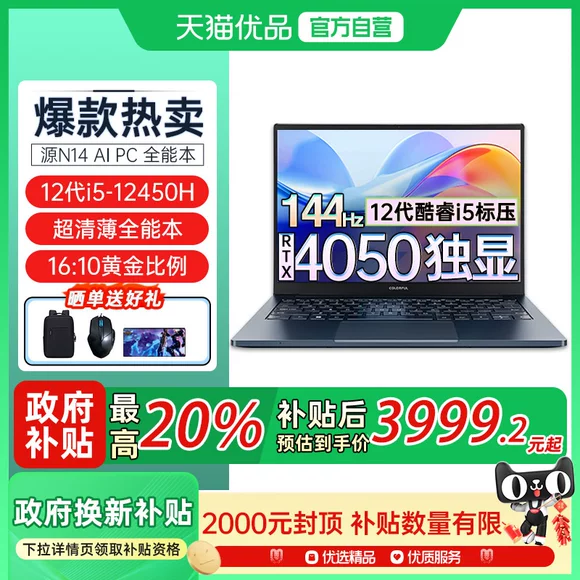 天猫优品 官方自营
爆款热卖
源N14 AI PC 全能本
12代i5-12450H
超清薄全能本
16:10黄金比例
晒单送好礼
144Hz 12代酷睿i5标压
RTX 4050独显
COLORFUL
政府补贴
最高20%
补贴后
预估到手价
3999.2元起
政府换新补贴
下拉详情页领取补贴资格
2000元封顶 补贴数量有限
优选精品 优质服务